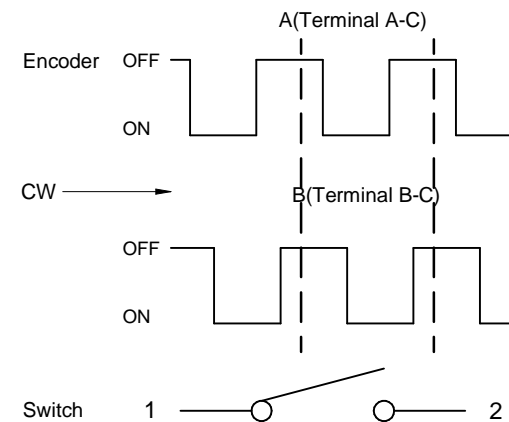 A(Terminal A-C)
Encoder OFF
ON
CW
B(Terminal B-C)
OFF
ON
Switch 1 2